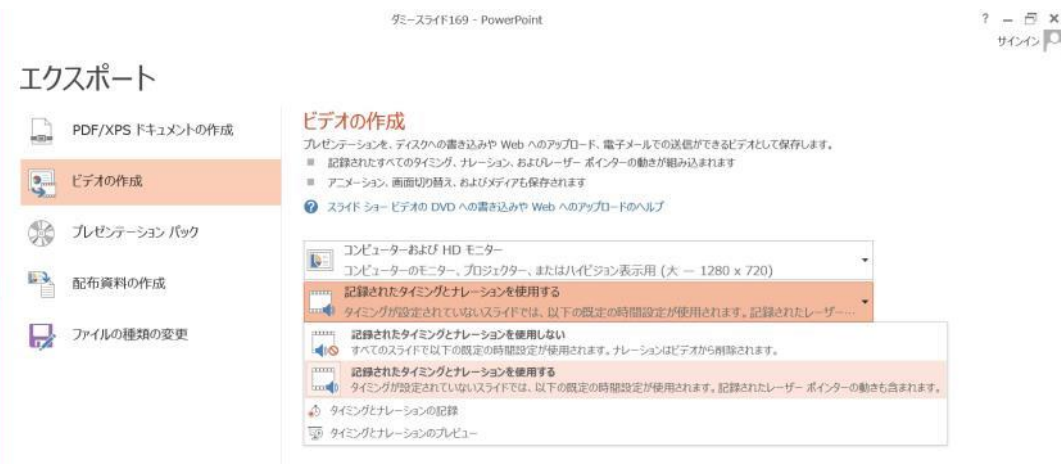 ダミースライド169 - PowerPoint
? – 
サインイン
エクスポート
PDF/XPS ドキュメントの作成
ビデオの作成
プレゼンテーション パック
配布資料の作成
ファイルの種類の変更
ビデオの作成
プレゼンテーションを、ディスクへの書き込みや Web へのアップロード、電子メールでの送信ができるビデオとして保存します。
記録されたすべてのタイミング、ナレーション、およびレーザー ポインターの動きが組み込まれます
アニメーション、画面切り替え、およびメディアも保存されます
スライド ショー ビデオの DVD への書き込みや Web へのアップロードのヘルプ
コンピューターおよび HD モニター
コンピューターのモニター、プロジェクター、またはハイビジョン表示用 (大 — 1280 x 720)
記録されたタイミングとナレーションを使用する
タイミングが設定されていないスライドでは、以下の既定の時間設定が使用されます。記録されたレーザー…
記録されたタイミングとナレーションを使用しない
すべてのスライドで以下の既定の時間設定が使用されます。ナレーションはビデオから削除されます。
記録されたタイミングとナレーションを使用する
タイミングが設定されていないスライドでは、以下の既定の時間設定が使用されます。記録されたレーザー ポインターの動きも含まれます。
タイミングとナレーションの記録
タイミングとナレーションのプレビュー